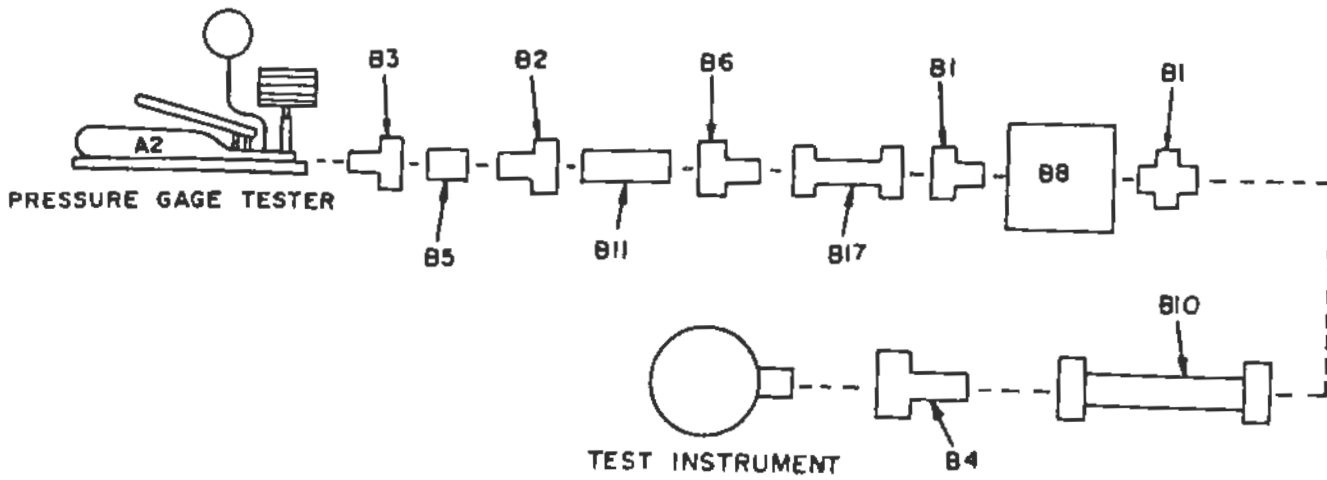 B3
B2
B6
B1
B1
A2
B8
PRESSURE GAGE TESTER
B5
B11
B17
B10
TEST INSTRUMENT
B4